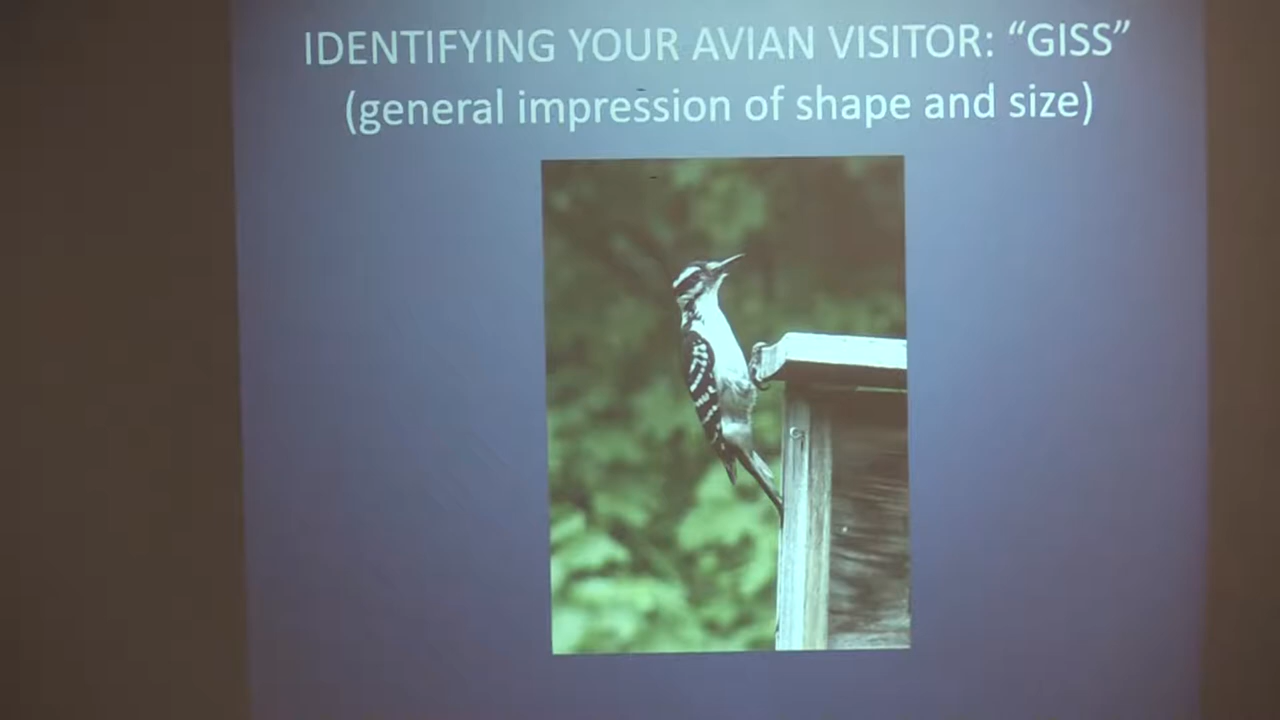 IDENTIFYING YOUR AVIAN VISITOR: “GISS”
(general impression of shape and size)